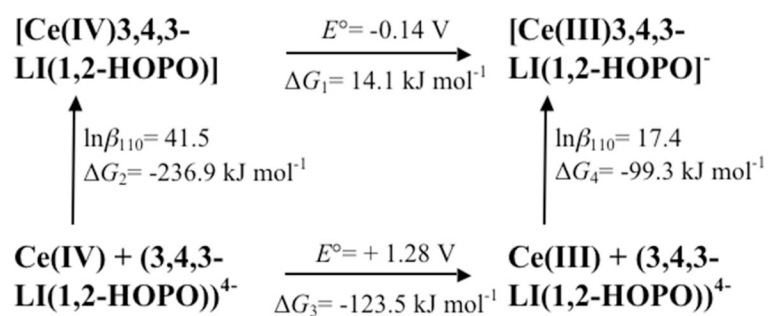 [Ce(IV)3,4,3-
LI(1,2-HOPO)]
E°= -0.14 V
ΔG₁= 14.1 kJ mol⁻¹
[Ce(III)3,4,3-
LI(1,2-HOPO]⁻
lnβ₁₁₀= 41.5
ΔG₂= -236.9 kJ mol⁻¹
lnβ₁₁₀= 17.4
ΔG₄= -99.3 kJ mol⁻¹
Ce(IV) + (3,4,3-
LI(1,2-HOPO))⁴⁻
E°= + 1.28 V
ΔG₃= -123.5 kJ mol⁻¹
Ce(III) + (3,4,3-
LI(1,2-HOPO))⁴⁻